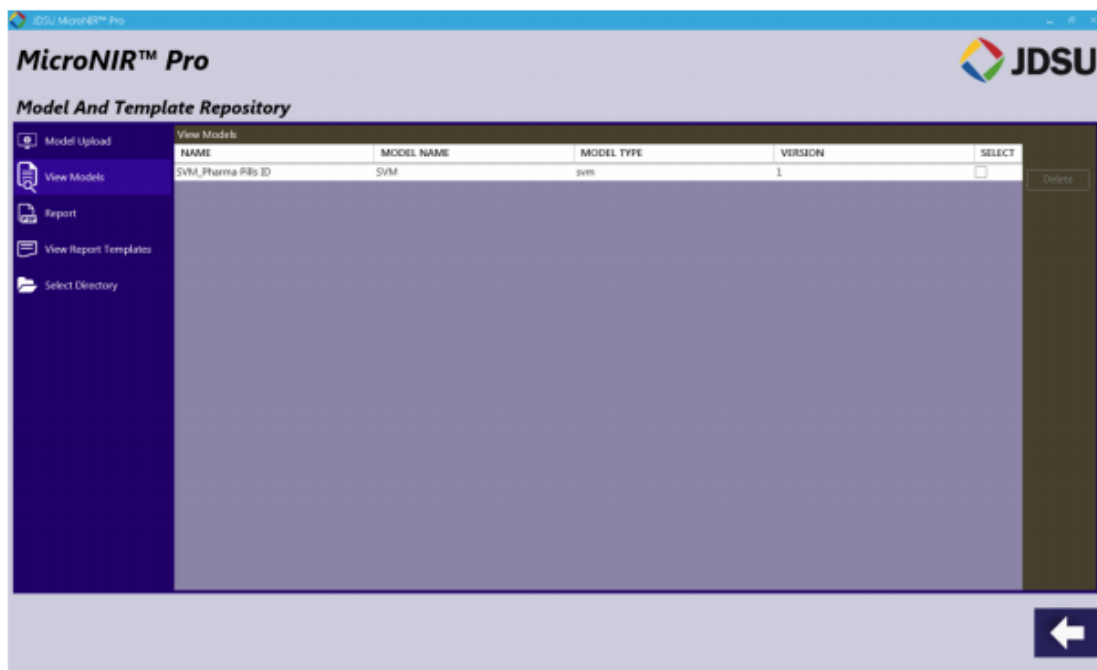 JDSU MicroNIR™ Pro
MicroNIR™ Pro
JDSU
Model And Template Repository
Model Upload
View Models
Report
View Report Templates
Select Directory
View Models
NAME MODEL NAME MODEL TYPE VERSION SELECT
SVM_Pharma Pills ID SVM svm 1
Delete